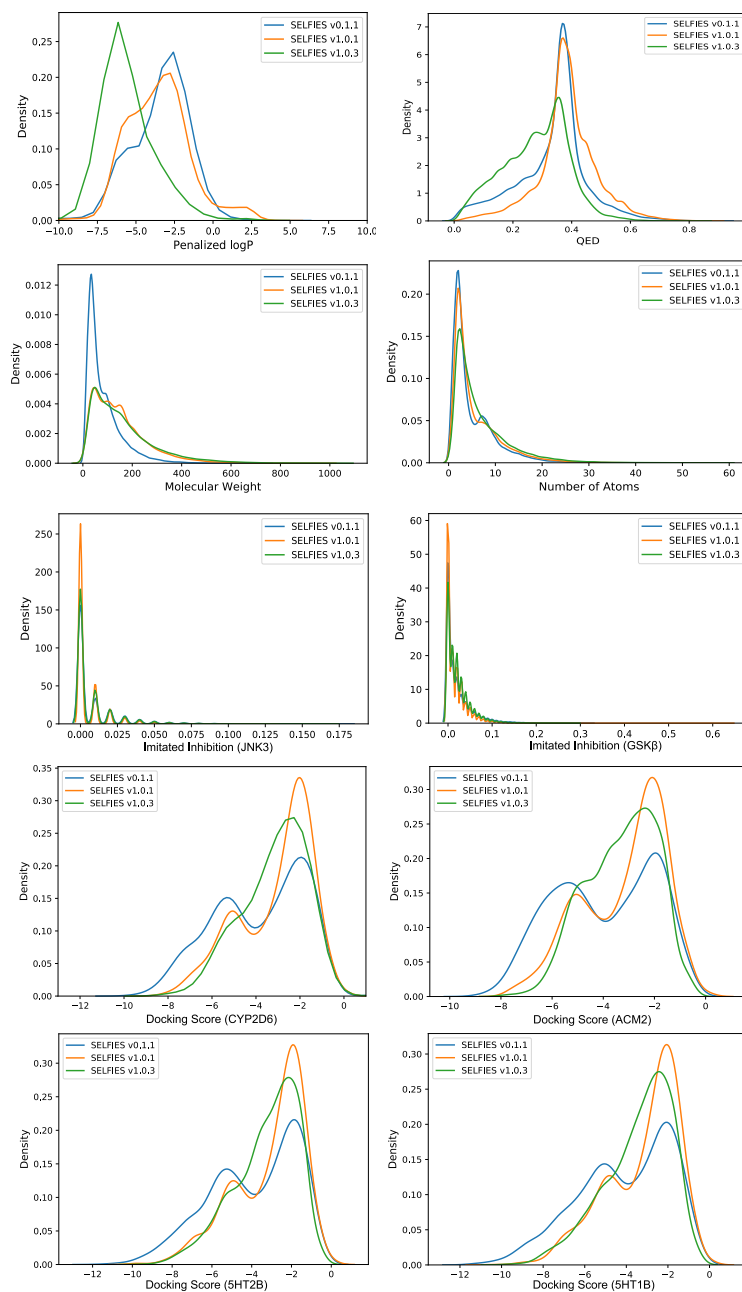 SELFIES v0.1.1
SELFIES v1.0.1
SELFIES v1.0.3
Density
0.30
0.25
0.20
0.15
0.10
0.05
0.00
−10.0 −7.5 −5.0 −2.5 0.0 2.5 5.0 7.5 10.0
Penalized logP
SELFIES v0.1.1
SELFIES v1.0.1
SELFIES v1.0.3
Density
7
6
5
4
3
2
1
0
0.0 0.2 0.4 0.6 0.8
QED
SELFIES v0.1.1
SELFIES v1.0.1
SELFIES v1.0.3
Density
0.012
0.010
0.008
0.006
0.004
0.002
0.000
0 200 400 600 800 1000
Molecular Weight
SELFIES v0.1.1
SELFIES v1.0.1
SELFIES v1.0.3
Density
0.20
0.15
0.10
0.05
0.00
0 10 20 30 40 50 60
Number of Atoms
SELFIES v0.1.1
SELFIES v1.0.1
SELFIES v1.0.3
Density
250
200
150
100
50
0
0.000 0.025 0.050 0.075 0.100 0.125 0.150 0.175
Imitated Inhibition (JNK3)
SELFIES v0.1.1
SELFIES v1.0.1
SELFIES v1.0.3
Density
60
50
40
30
20
10
0
0.0 0.1 0.2 0.3 0.4 0.5 0.6
Imitated Inhibition (GSKβ)
SELFIES v0.1.1
SELFIES v1.0.1
SELFIES v1.0.3
Density
0.35
0.30
0.25
0.20
0.15
0.10
0.05
0.00
−12 −10 −8 −6 −4 −2 0
Docking Score (CYP2D6)
SELFIES v0.1.1
SELFIES v1.0.1
SELFIES v1.0.3
Density
0.30
0.25
0.20
0.15
0.10
0.05
0.00
−10 −8 −6 −4 −2 0
Docking Score (ACM2)
SELFIES v0.1.1
SELFIES v1.0.1
SELFIES v1.0.3
Density
0.30
0.25
0.20
0.15
0.10
0.05
0.00
−12 −10 −8 −6 −4 −2 0
Docking Score (5HT2B)
SELFIES v0.1.1
SELFIES v1.0.1
SELFIES v1.0.3
Density
0.30
0.25
0.20
0.15
0.10
0.05
0.00
−12 −10 −8 −6 −4 −2 0
Docking Score (5HT1B)